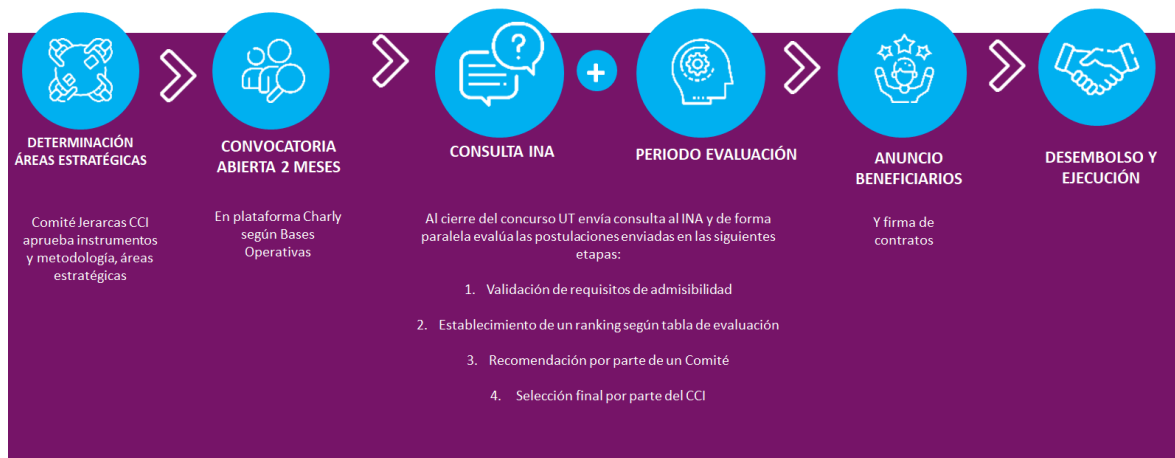 DETERMINACIÓN
ÁREAS ESTRATÉGICAS
Comité Jerarcas CCI
aprueba instrumentos
y metodología, áreas
estratégicas
CONVOCATORIA
ABIERTA 2 MESES
En plataforma Charly
según Bases
Operativas
?
CONSULTA INA
+
PERIODO EVALUACIÓN
Al cierre del concurso UT envía consulta al INA y de forma
paralela evalúa las postulaciones enviadas en las siguientes
etapas:
1. Validación de requisitos de admisibilidad
2. Establecimiento de un ranking según tabla de evaluación
3. Recomendación por parte de un Comité
4. Selección final por parte del CCI
ANUNCIO
BENEFICIARIOS
Y firma de
contratos
DESEMBOLSO Y
EJECUCIÓN